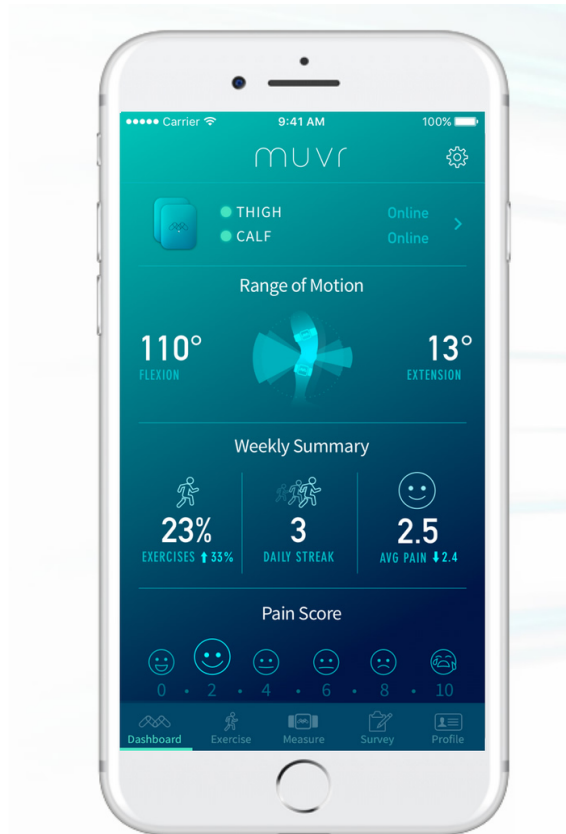 Carrier 9:41 AM 100%
muvr
THIGH Online
CALF Online
Range of Motion
110° 13°
FLEXION EXTENSION
Weekly Summary
23% 3 2.5
EXERCISES ⬆33% DAILY STREAK AVG PAIN ⬇2.4
Pain Score
0 • 2 • 4 • 6 • 8 • 10
Dashboard Exercise Measure Survey Profile